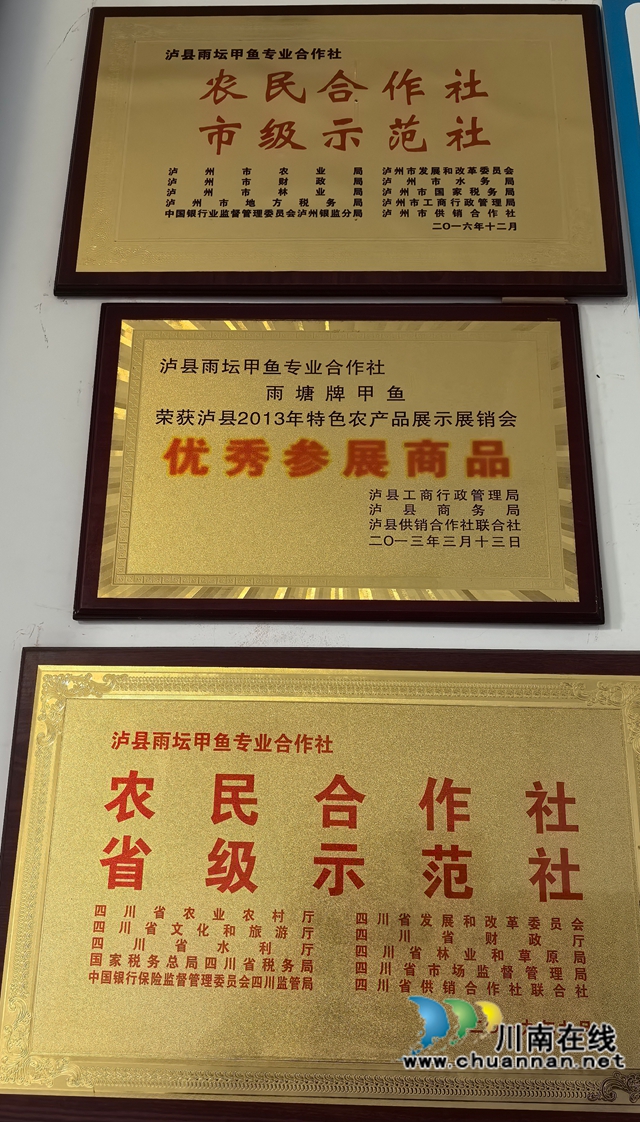 泸县雨坛甲鱼专业合作社
农民合作社
市级示范社
泸州市农业局 泸州市发展和改革委员会
泸州市财政局 泸州市水务局
泸州市林业局 泸州市国家税务局
泸州市地方税务局 泸州市工商行政管理局
中国银行业监督管理委员会泸州银监分局 泸州市供销合作社
二〇一六年十二月
泸县雨坛甲鱼专业合作社
雨塘牌甲鱼
荣获泸县2013年特色农产品展示展销会
优秀参展商品
泸县工商行政管理局
泸县商务局
泸县供销合作社联合社
二〇一三年三月十三日
泸县雨坛甲鱼专业合作社
农民合作社
省级示范社
四川省农业农村厅 四川省发展和改革委员会
四川省文化和旅游厅 四川省财政厅
四川省水利厅 四川省林业和草原局
国家税务总局四川省税务局 四川省市场监督管理局
中国银行保险监督管理委员会四川监管局 四川省供销合作社联合社
川南在线
www.chuannan.net